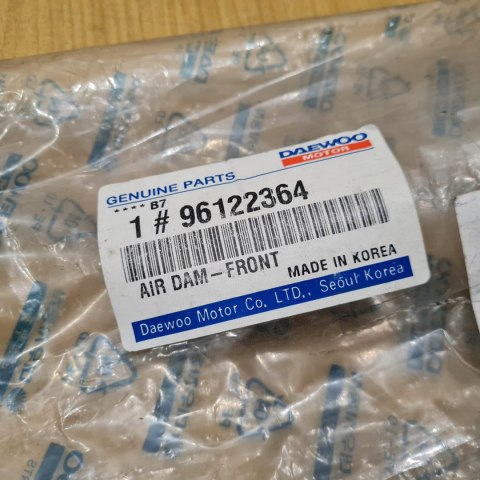 DAEWOO
MOTOR
GENUINE PARTS
**** B7
1 # 96122364
AIR DAM-FRONT
MADE IN KOREA
Daewoo Motor Co. LTD., Seoul Korea